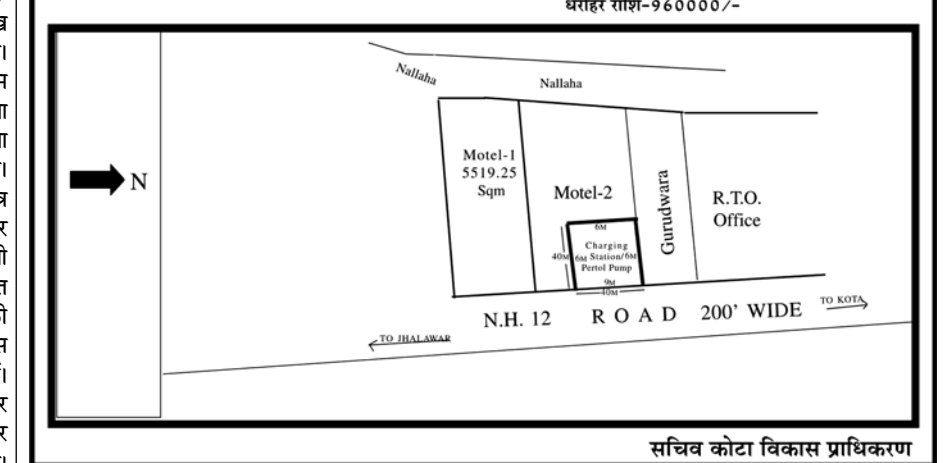 धरोहर राशि-960000/-
Nallaha
Nallaha
N
Motel-1
5519.25
Sqm
Motel-2
Gurudwara
R.T.O.
Office
6M
40M
6M
Charging
Station/
6M
Pertol Pump
9M
40M
N.H. 12 ROAD 200' WIDE
TO KOTA
TO JHALAWAR
सचिव कोटा विकास प्राधिकरण